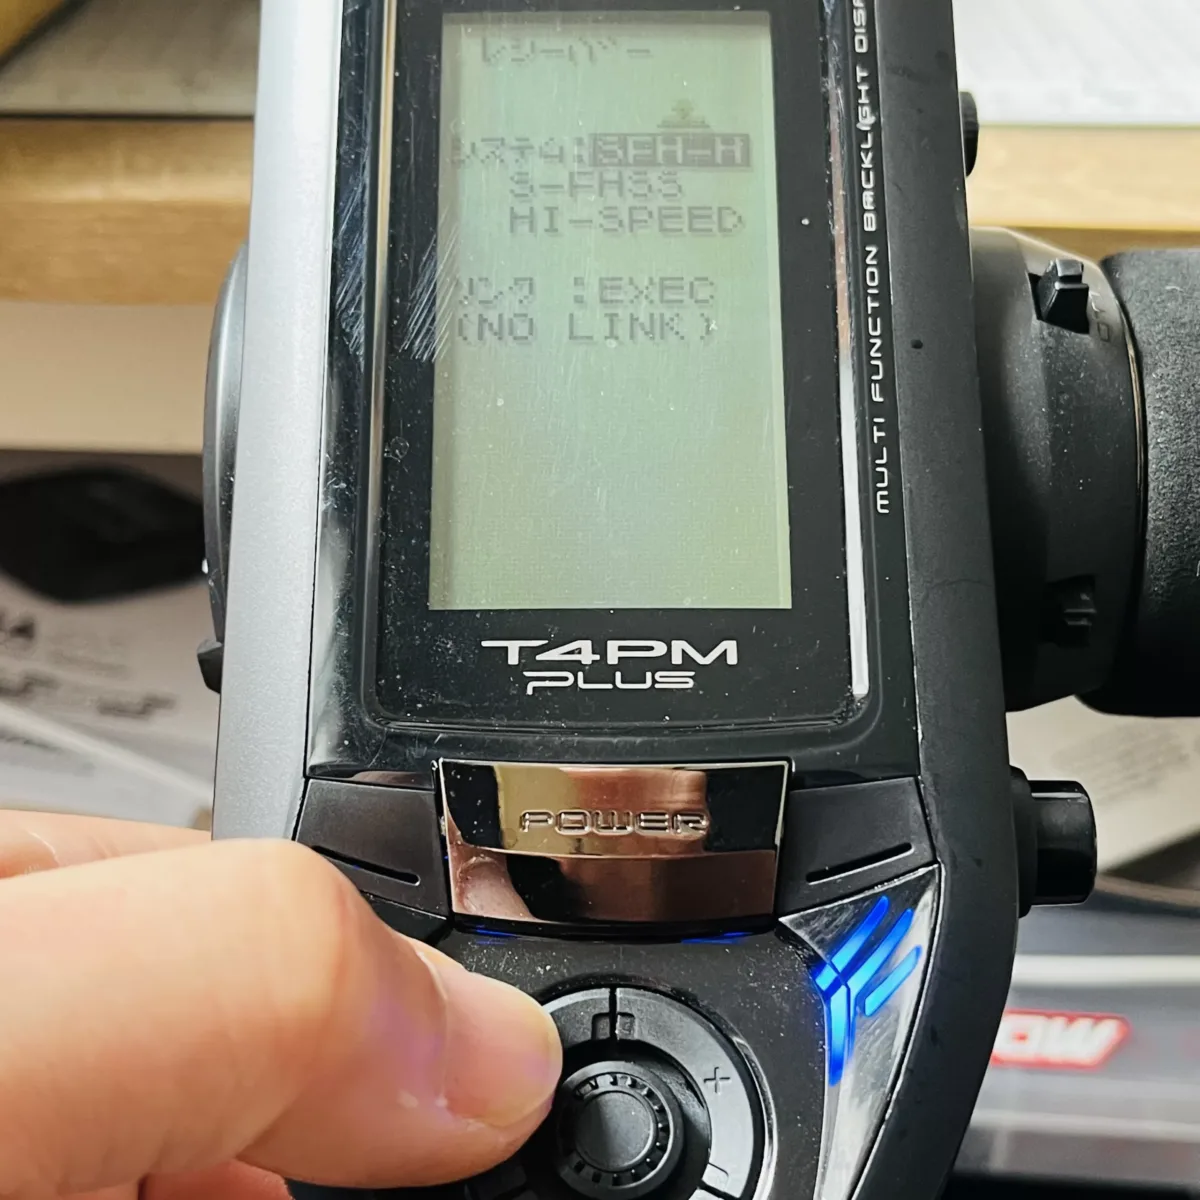 レシーバー
システム:SFH-H
S-FHSS
HI-SPEED
リンク :EXEC
(NO LINK)
MULTI FUNCTION BACKLIGHT
T4PM
PLUS
POWER
+
-